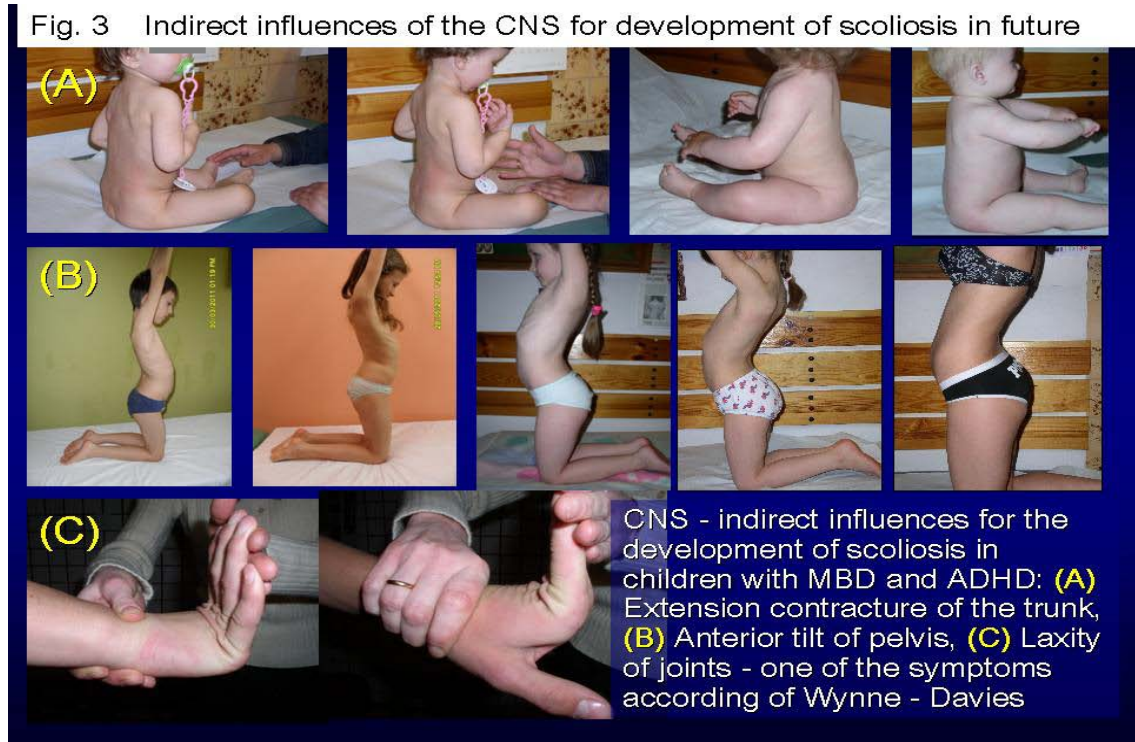 Fig. 3 Indirect influences of the CNS for development of scoliosis in future
(A)
(B)
(C)
CNS - indirect influences for the
development of scoliosis in
children with MBD and ADHD: (A)
Extension contracture of the trunk,
(B) Anterior tilt of pelvis, (C) Laxity
of joints - one of the symptoms
according of Wynne - Davies